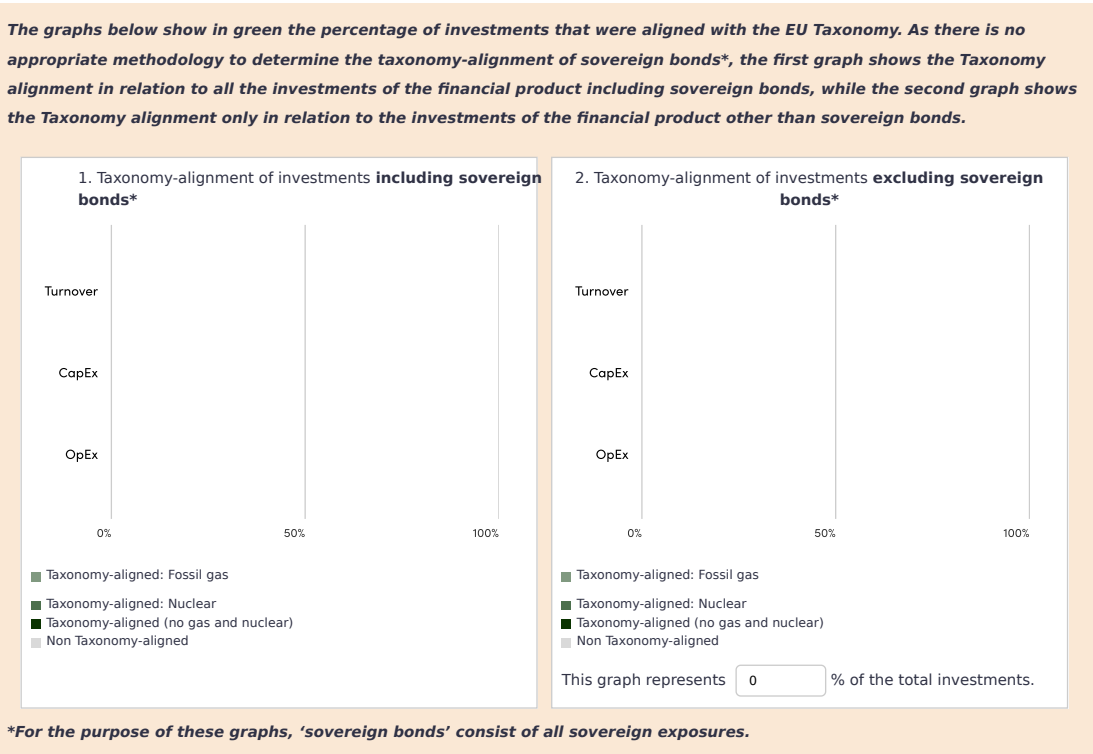 The graphs below show in green the percentage of investments that were aligned with the EU Taxonomy. As there is no
appropriate methodology to determine the taxonomy-alignment of sovereign bonds*, the first graph shows the Taxonomy
alignment in relation to all the investments of the financial product including sovereign bonds, while the second graph shows
the Taxonomy alignment only in relation to the investments of the financial product other than sovereign bonds.
1. Taxonomy-alignment of investments including sovereign
bonds*
Turnover
CapEx
OpEx
0% 50% 100%
Taxonomy-aligned: Fossil gas
Taxonomy-aligned: Nuclear
Taxonomy-aligned (no gas and nuclear)
Non Taxonomy-aligned
2. Taxonomy-alignment of investments excluding sovereign
bonds*
Turnover
CapEx
OpEx
0% 50% 100%
Taxonomy-aligned: Fossil gas
Taxonomy-aligned: Nuclear
Taxonomy-aligned (no gas and nuclear)
Non Taxonomy-aligned
This graph represents 0 % of the total investments.
*For the purpose of these graphs, ‘sovereign bonds’ consist of all sovereign exposures.